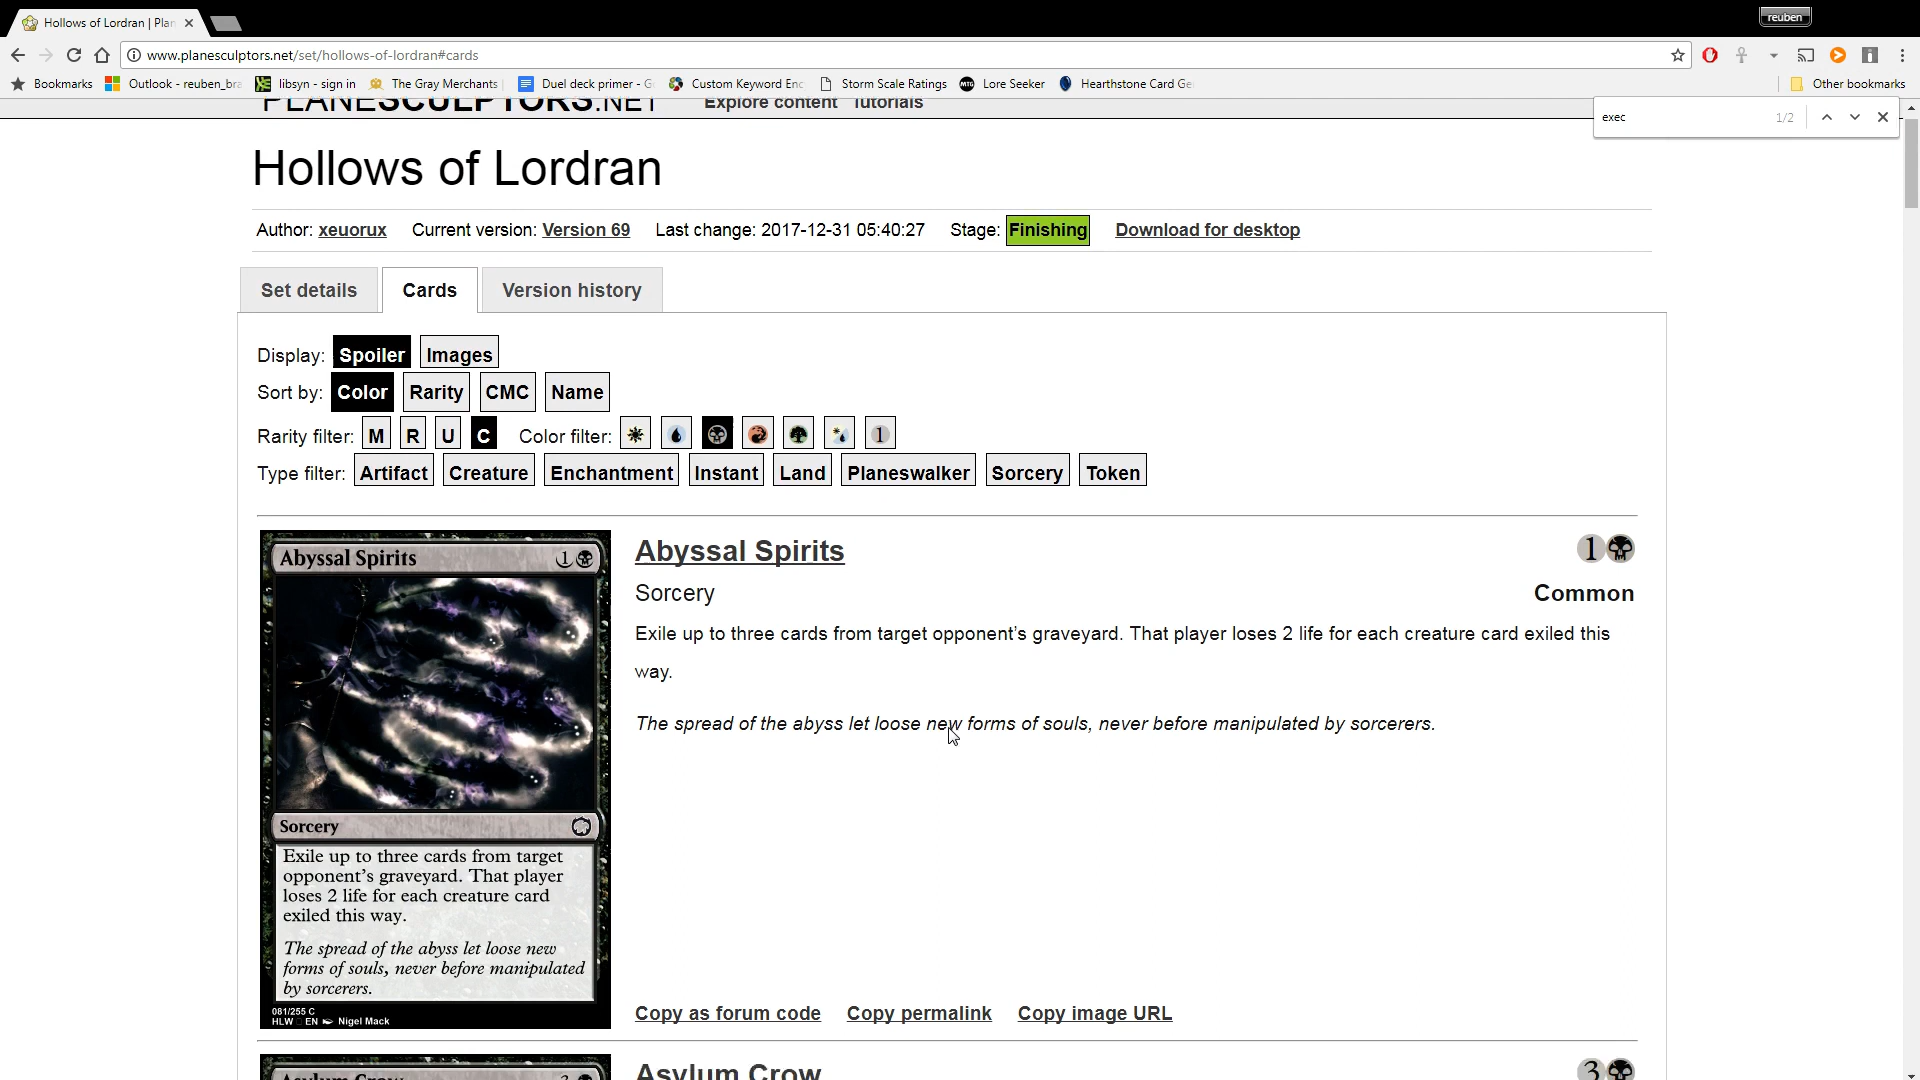 Hollows of Lordran | Plan
reuben
www.planesculptors.net/set/hollows-of-lordran#cards
Bookmarks Outlook - reuben_bra libsyn - sign in The Gray Merchants Duel deck primer - G Custom Keyword Enc Storm Scale Ratings MTG Lore Seeker Hearthstone Card Ge Other bookmarks
PLANESCULPTORS.NET Explore content Tutorials
exec 1/2
Hollows of Lordran
Author: xeuorux Current version: Version 69 Last change: 2017-12-31 05:40:27 Stage: Finishing Download for desktop
Set details Cards Version history
Display: Spoiler Images
Sort by: Color Rarity CMC Name
Rarity filter: M R U C Color filter: 1
Type filter: Artifact Creature Enchantment Instant Land Planeswalker Sorcery Token
Abyssal Spirits 1
Sorcery
Exile up to three cards from target
opponent's graveyard. That player
loses 2 life for each creature card
exiled this way.
The spread of the abyss let loose new
forms of souls, never before manipulated
by sorcerers.
081/255 C
HLW EN Nigel Mack
Abyssal Spirits 1
Sorcery Common
Exile up to three cards from target opponent's graveyard. That player loses 2 life for each creature card exiled this
way.
The spread of the abyss let loose new forms of souls, never before manipulated by sorcerers.
Copy as forum code Copy permalink Copy image URL
Asylum Crow 3
Asylum Crow 3